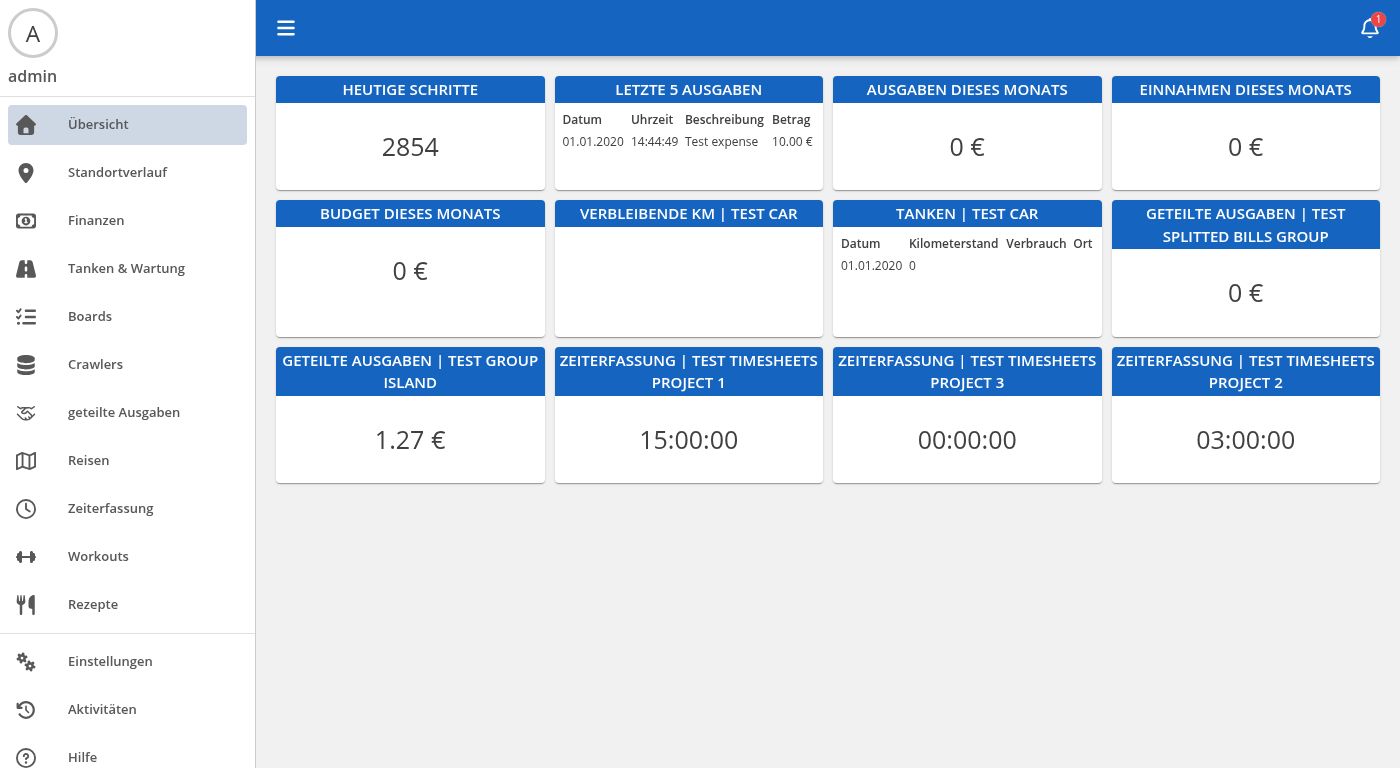 A
admin
Übersicht
Standortverlauf
Finanzen
Tanken & Wartung
Boards
Crawlers
geteilte Ausgaben
Reisen
Zeiterfassung
Workouts
Rezepte
Einstellungen
Aktivitäten
Hilfe
1
HEUTIGE SCHRITTE
2854
LETZTE 5 AUSGABEN
Datum Uhrzeit Beschreibung Betrag
01.01.2020 14:44:49 Test expense 10.00 €
AUSGABEN DIESES MONATS
0 €
EINNAHMEN DIESES MONATS
0 €
BUDGET DIESES MONATS
0 €
VERBLEIBENDE KM | TEST CAR
TANKEN | TEST CAR
Datum Kilometerstand Verbrauch Ort
01.01.2020 0
GETEILTE AUSGABEN | TEST
SPLITTED BILLS GROUP
0 €
GETEILTE AUSGABEN | TEST GROUP
ISLAND
1.27 €
ZEITERFASSUNG | TEST TIMESHEETS
PROJECT 1
15:00:00
ZEITERFASSUNG | TEST TIMESHEETS
PROJECT 3
00:00:00
ZEITERFASSUNG | TEST TIMESHEETS
PROJECT 2
03:00:00